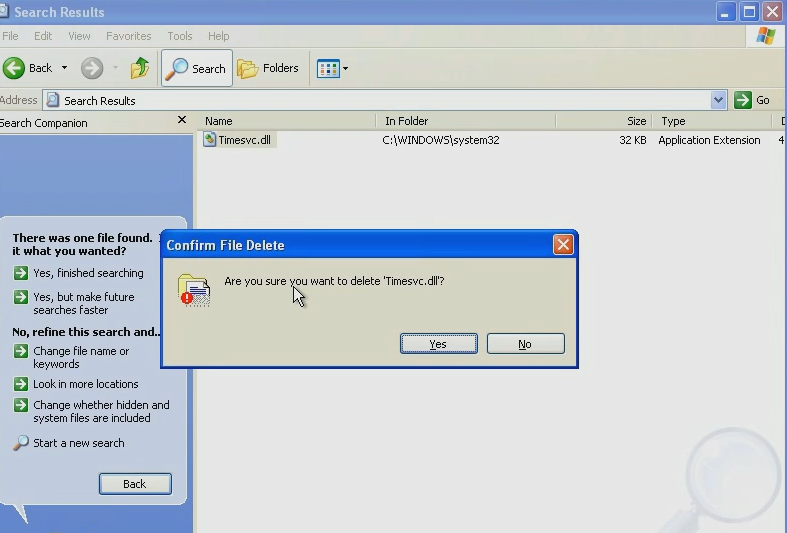 Search Results
File Edit View Favorites Tools Help
Back Search Folders
Address Search Results Go
Search Companion
Name In Folder Size Type D
Timesvc.dll C:\WINDOWS\system32 32 KB Application Extension 4
There was one file found. I
it what you wanted?
Yes, finished searching
Yes, but make future
searches faster
No, refine this search and..
Change file name or
keywords
Look in more locations
Change whether hidden and
system files are included
Start a new search
Back
Confirm File Delete
Are you sure you want to delete 'Timesvc.dll'?
Yes No